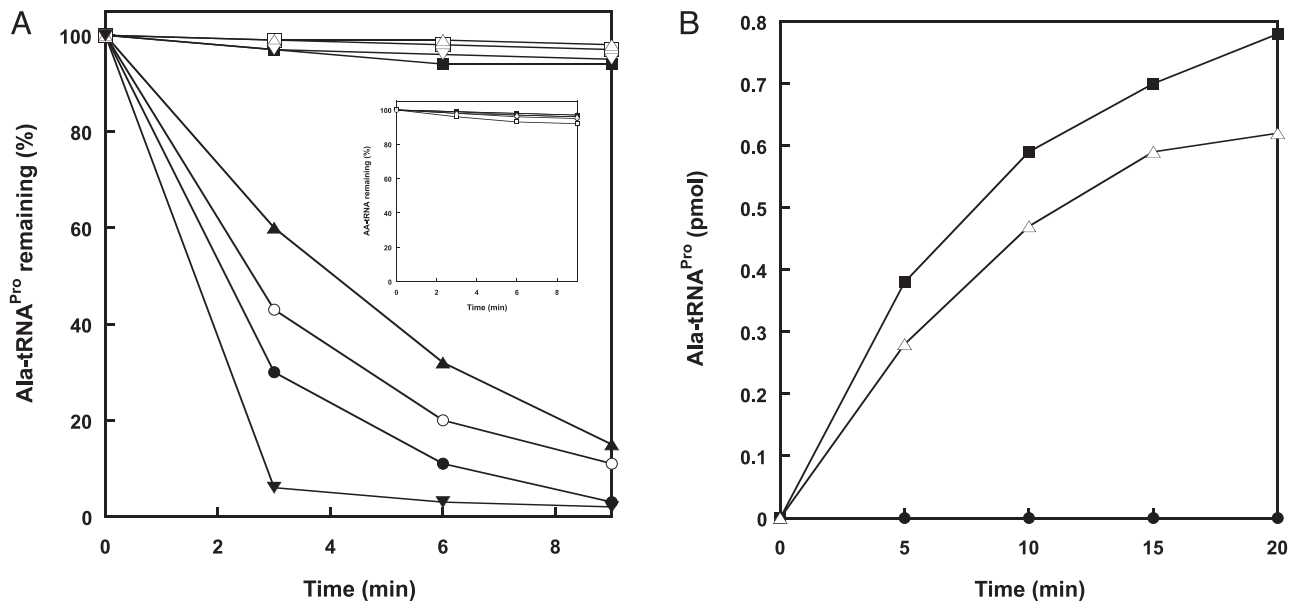 A
Ala-tRNAPro remaining (%)
100
80
60
40
20
0
0 2 4 6 8
Time (min)
AA-tRNA remaining (%)
100
80
60
40
20
0
0 2 4 6 8
Time (min)
B
Ala-tRNAPro (pmol)
0.8
0.7
0.6
0.5
0.4
0.3
0.2
0.1
0
0 5 10 15 20
Time (min)